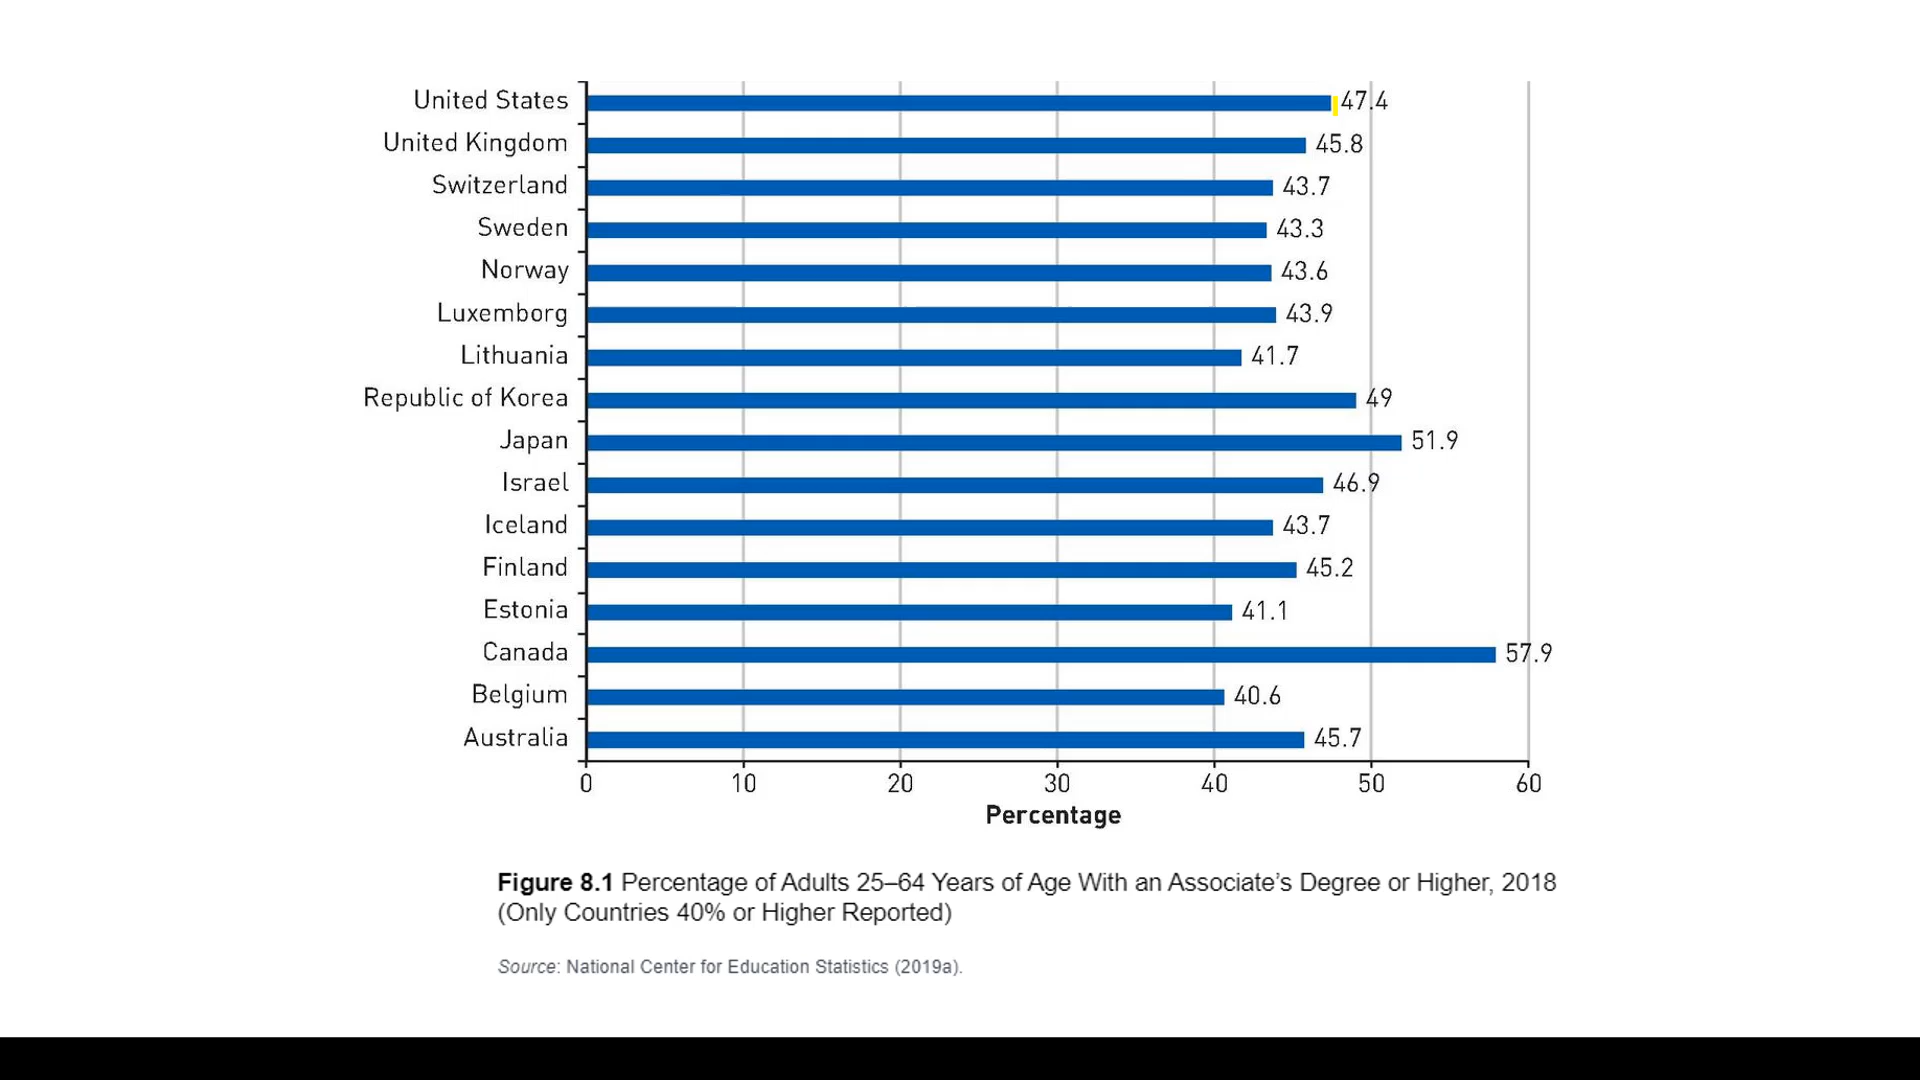 United States 47.4
United Kingdom 45.8
Switzerland 43.7
Sweden 43.3
Norway 43.6
Luxemborg 43.9
Lithuania 41.7
Republic of Korea 49
Japan 51.9
Israel 46.9
Iceland 43.7
Finland 45.2
Estonia 41.1
Canada 57.9
Belgium 40.6
Australia 45.7
0 10 20 30 40 50 60
Percentage
Figure 8.1 Percentage of Adults 25–64 Years of Age With an Associate’s Degree or Higher, 2018
(Only Countries 40% or Higher Reported)
Source: National Center for Education Statistics (2019a).